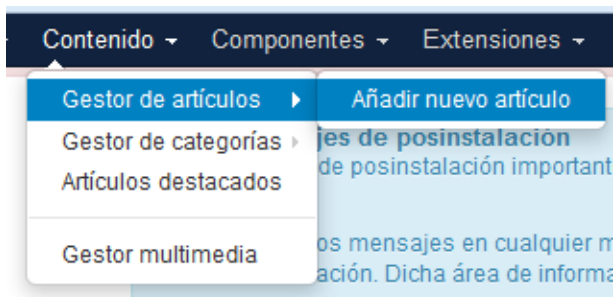 Contenido Componentes Extensiones
Gestor de artículos Añadir nuevo artículo
Gestor de categorías jes de posinstalación
de posinstalación important
Artículos destacados
Gestor multimedia os mensajes en cualquier
ación. Dicha área de informa